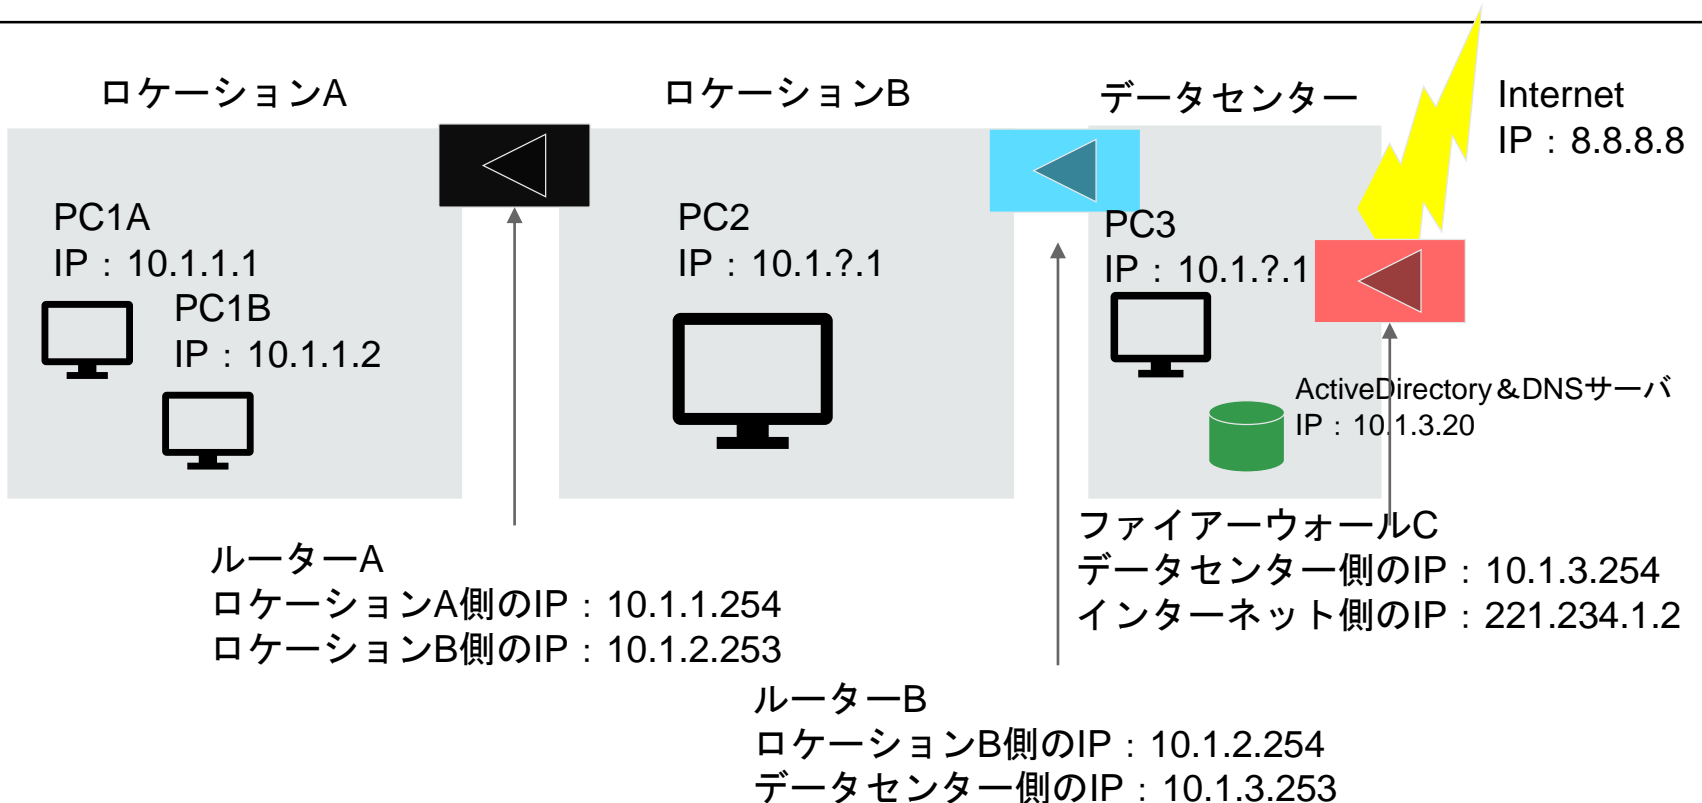 ロケーションA
ロケーションB
データセンター
Internet
IP：8.8.8.8
PC1A
IP：10.1.1.1
PC1B
IP：10.1.1.2
PC2
IP：10.1.?.1
PC3
IP：10.1.?.1
ActiveDirectory＆DNSサーバ
IP：10.1.3.20
ルーターA
ロケーションA側のIP：10.1.1.254
ロケーションB側のIP：10.1.2.253
ファイアーウォールC
データセンター側のIP：10.1.3.254
インターネット側のIP：221.234.1.2
ルーターB
ロケーションB側のIP：10.1.2.254
データセンター側のIP：10.1.3.253